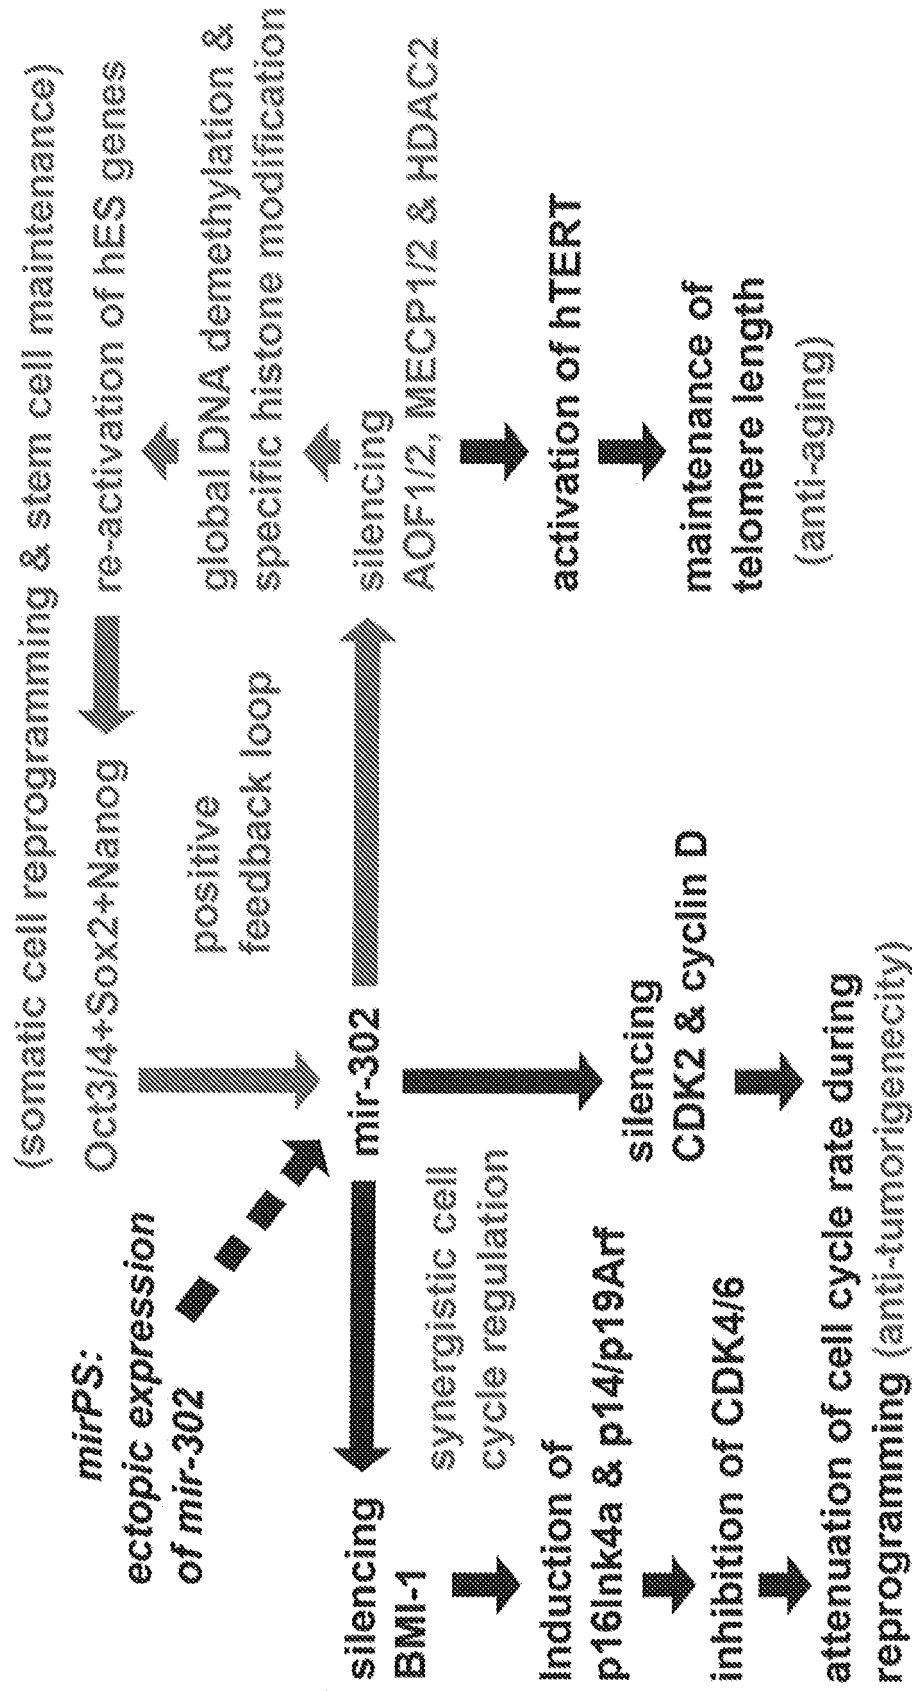 (somatic cell reprogramming & stem cell maintenance)
mirPS:
ectopic expression
of mir-302
Oct3/4+Sox2+Nanog
re-activation of hES genes
positive
feedback loop
global DNA demethylation &
specific histone modification
silencing
BMI-1
mir-302
silencing
AOF1/2, MECP1/2 & HDAC2
synergistic cell
cycle regulation
Induction of
p16Ink4a & p14/p19Arf
silencing
CDK2 & cyclin D
activation of hTERT
inhibition of CDK4/6
maintenance of
telomere length
(anti-aging)
attenuation of cell cycle rate during
reprogramming (anti-tumorigenecity)